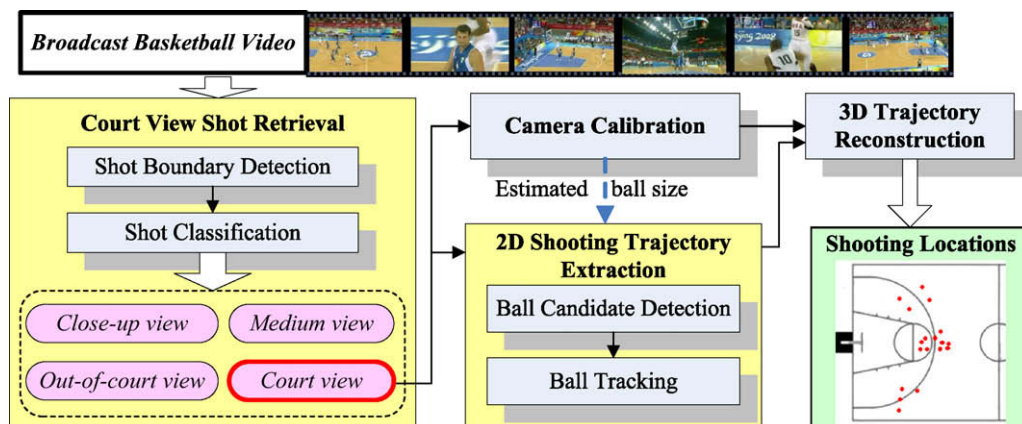 Broadcast Basketball Video
Court View Shot Retrieval
Shot Boundary Detection
Shot Classification
Close-up view
Medium view
Out-of-court view
Court view
Camera Calibration
Estimated ball size
2D Shooting Trajectory
Extraction
Ball Candidate Detection
Ball Tracking
3D Trajectory
Reconstruction
Shooting Locations